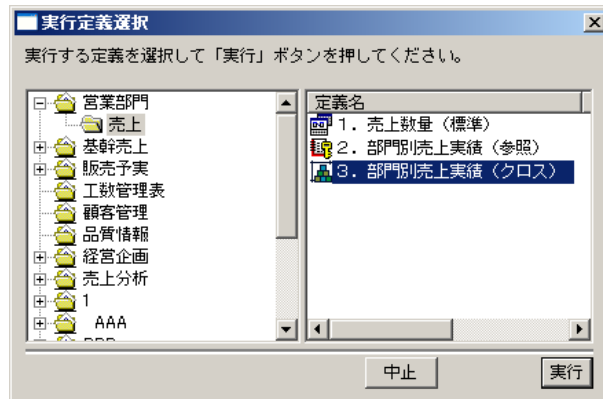 実行定義選択
実行する定義を選択して「実行」ボタンを押してください。
営業部門
売上
基幹売上
販売予実
工数管理表
顧客管理
品質情報
経営企画
売上分析
1
AAA
定義名
1. 売上数量（標準）
2. 部門別売上実績（参照）
3. 部門別売上実績（クロス）
中止
実行